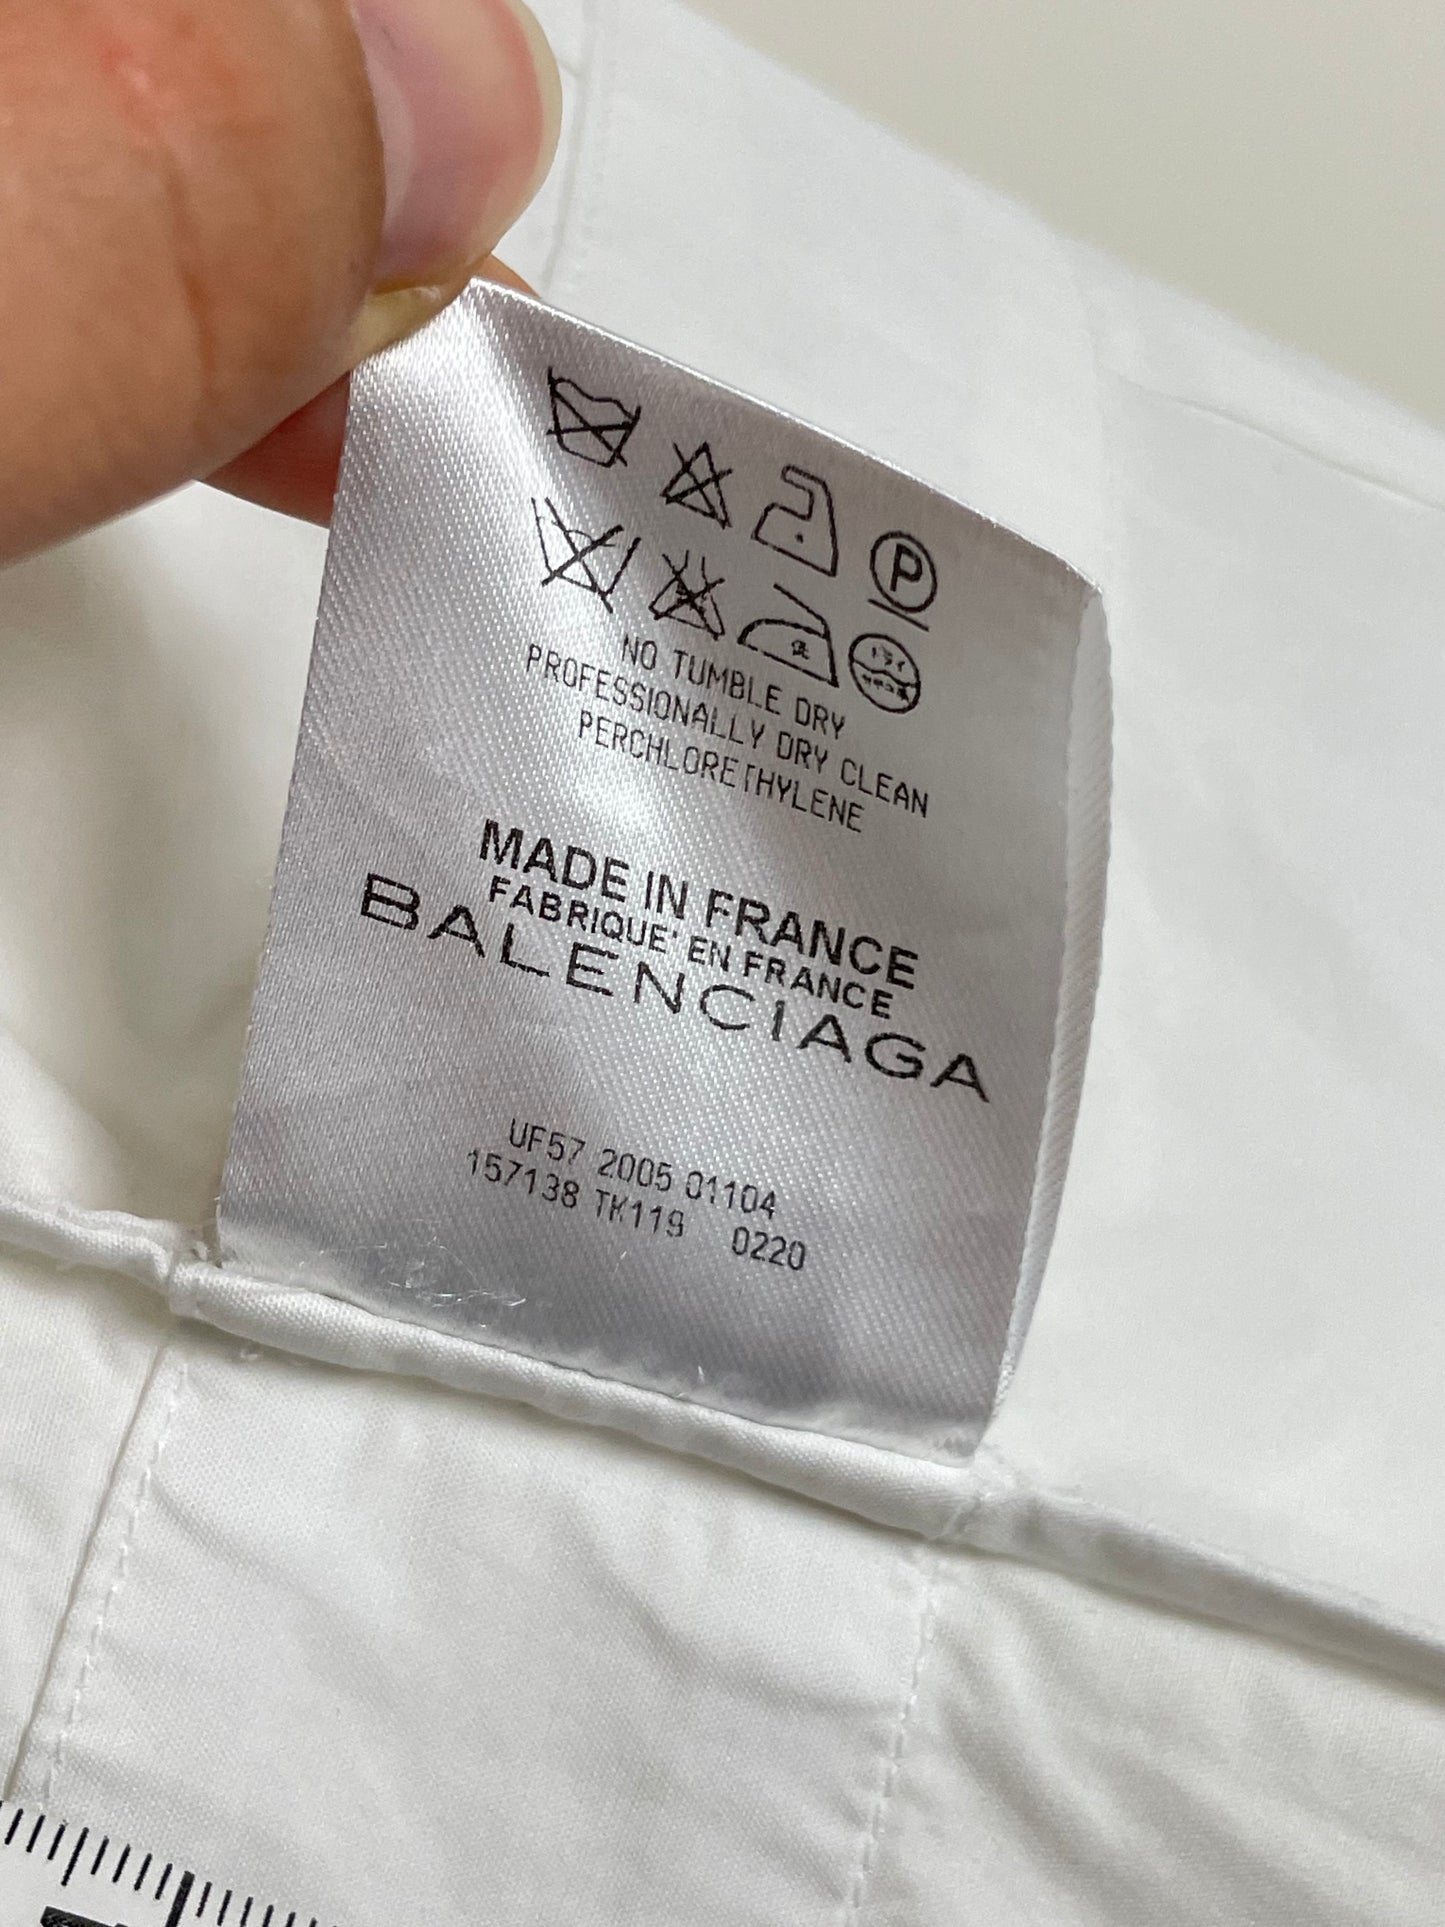 P
NO TUMBLE DRY
PROFESSIONALLY DRY CLEAN
PERCHLORETHYLENE
MADE IN FRANCE
FABRIQUE' EN FRANCE
BALENCIAGA
UF57 2005 01104
157138 TK119 0220